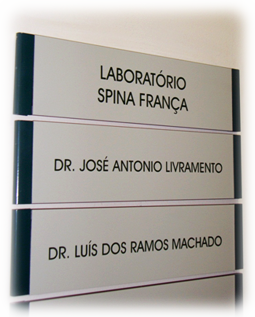 LABORATÓRIO
SPINA FRANÇA
DR. JOSÉ ANTONIO LIVRAMENTO
DR. LUÍS DOS RAMOS MACHADO